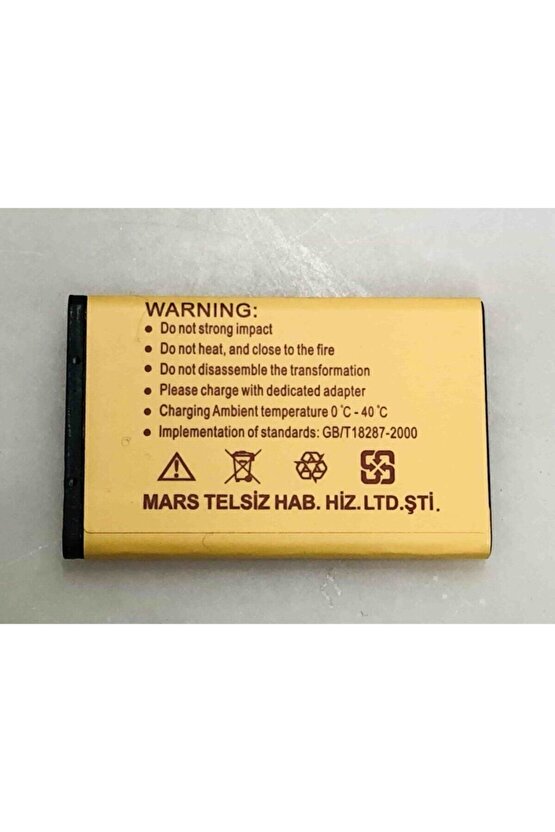 WARNING:
● Do not strong impact
● Do not heat, and close to the fire
● Do not disassemble the transformation
● Please charge with dedicated adapter
● Charging Ambient temperature 0 ℃ - 40 ℃
● Implementation of standards: GB/T18287-2000
MARS TELSİZ HAB. HİZ.LTD.ŞTİ.